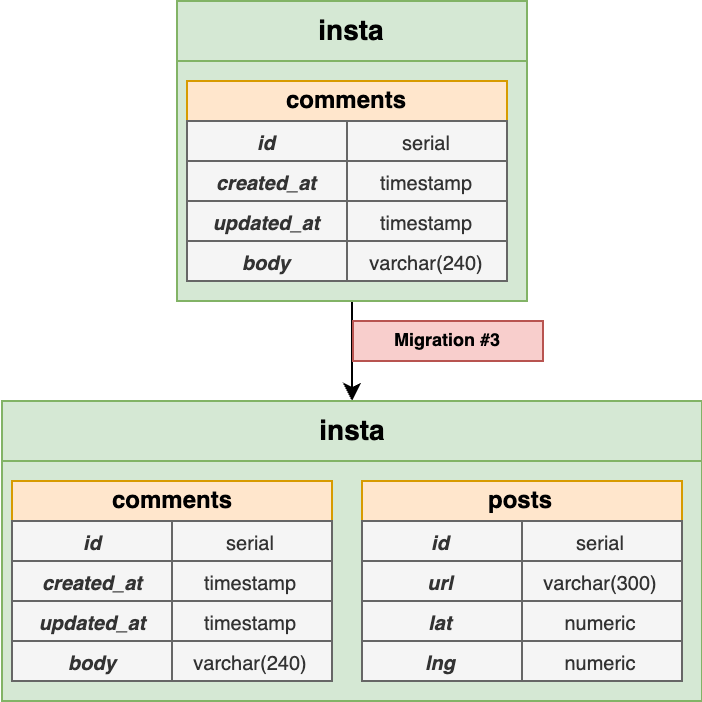 insta
comments
id serial
created_at timestamp
updated_at timestamp
body varchar(240)
Migration #3
insta
comments
id serial
created_at timestamp
updated_at timestamp
body varchar(240)
posts
id serial
url varchar(300)
lat numeric
lng numeric